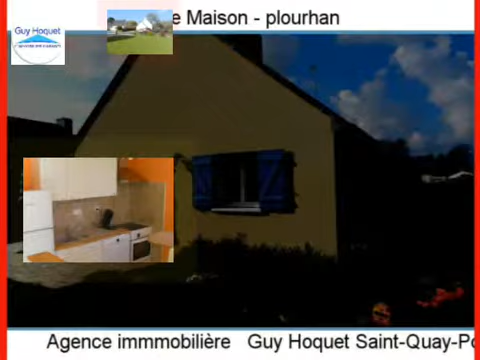 e Maison - plourhan
Guy Hoquet
Agence immmobilière Guy Hoquet Saint-Quay-Po